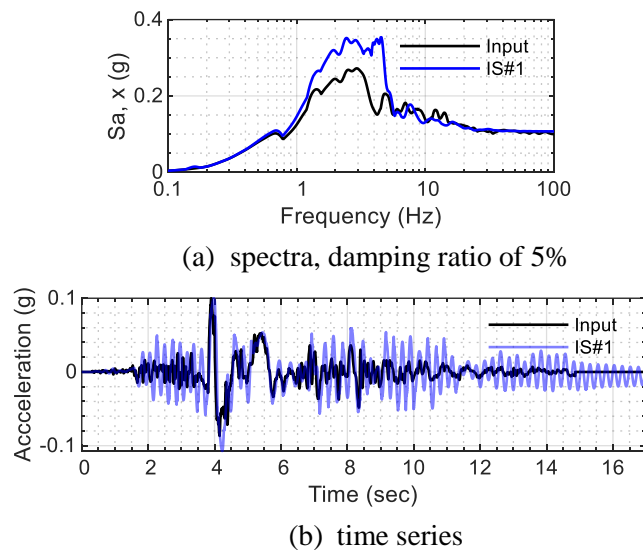 0.4
0.2
0
Sa, x (g)
Input
IS#1
0.1 1 10 100
Frequency (Hz)
(a) spectra, damping ratio of 5%
0.1
0
-0.1
Accceleration (g)
Input
IS#1
0 2 4 6 8 10 12 14 16
Time (sec)
(b) time series